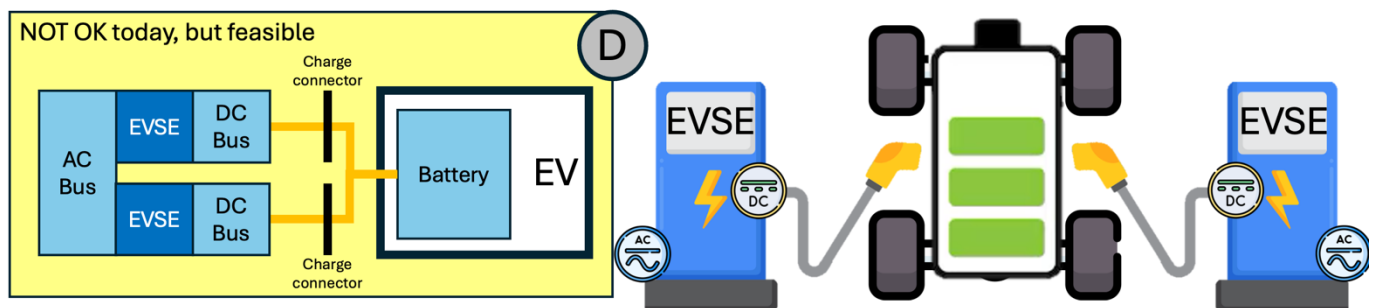 NOT OK today, but feasible
D
Charge
connector
AC
Bus
EVSE
DC
Bus
EVSE
DC
Bus
Battery
EV
Charge
connector
EVSE
DC
AC
EVSE
DC
AC